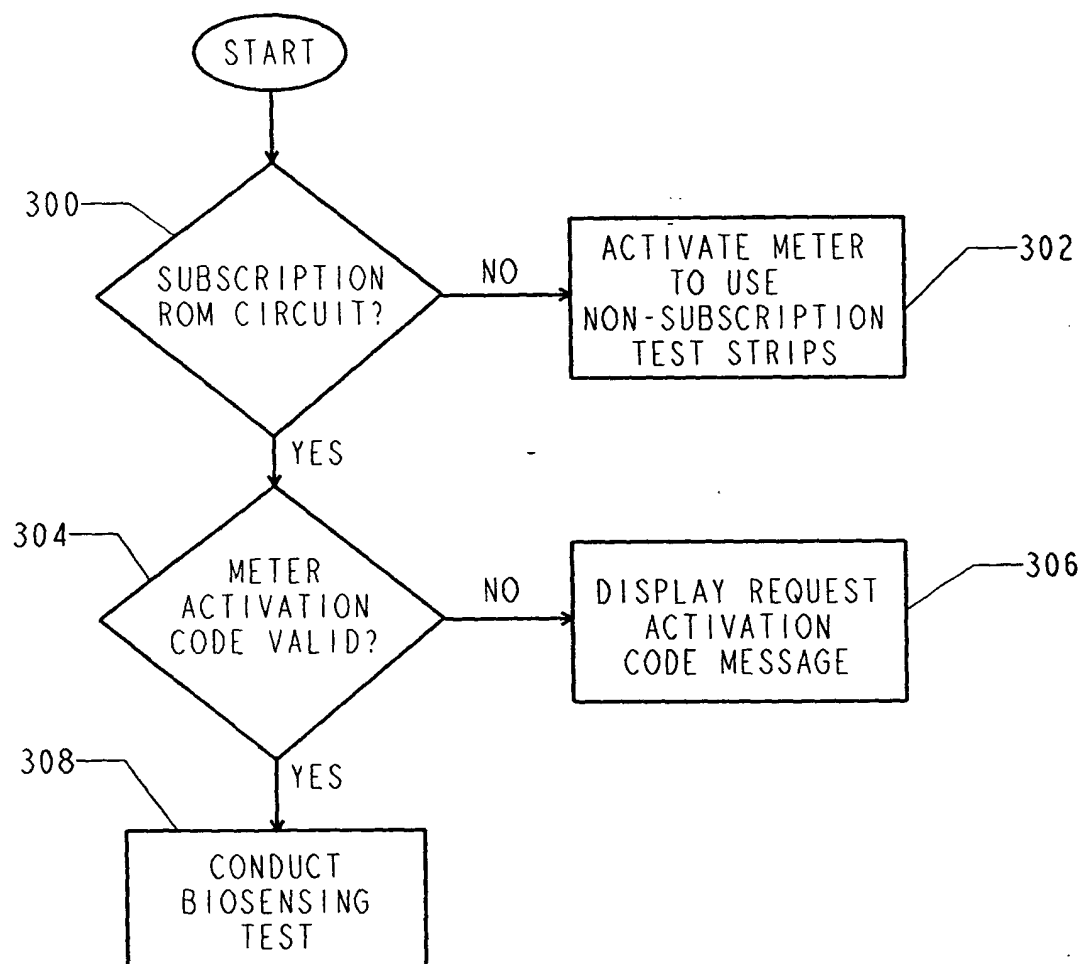 START
300
SUBSCRIPTION
ROM CIRCUIT?
NO
ACTIVATE METER
TO USE
NON-SUBSCRIPTION
TEST STRIPS
302
YES
304
METER
ACTIVATION
CODE VALID?
NO
DISPLAY REQUEST
ACTIVATION
CODE MESSAGE
306
YES
308
CONDUCT
BIOSENSING
TEST